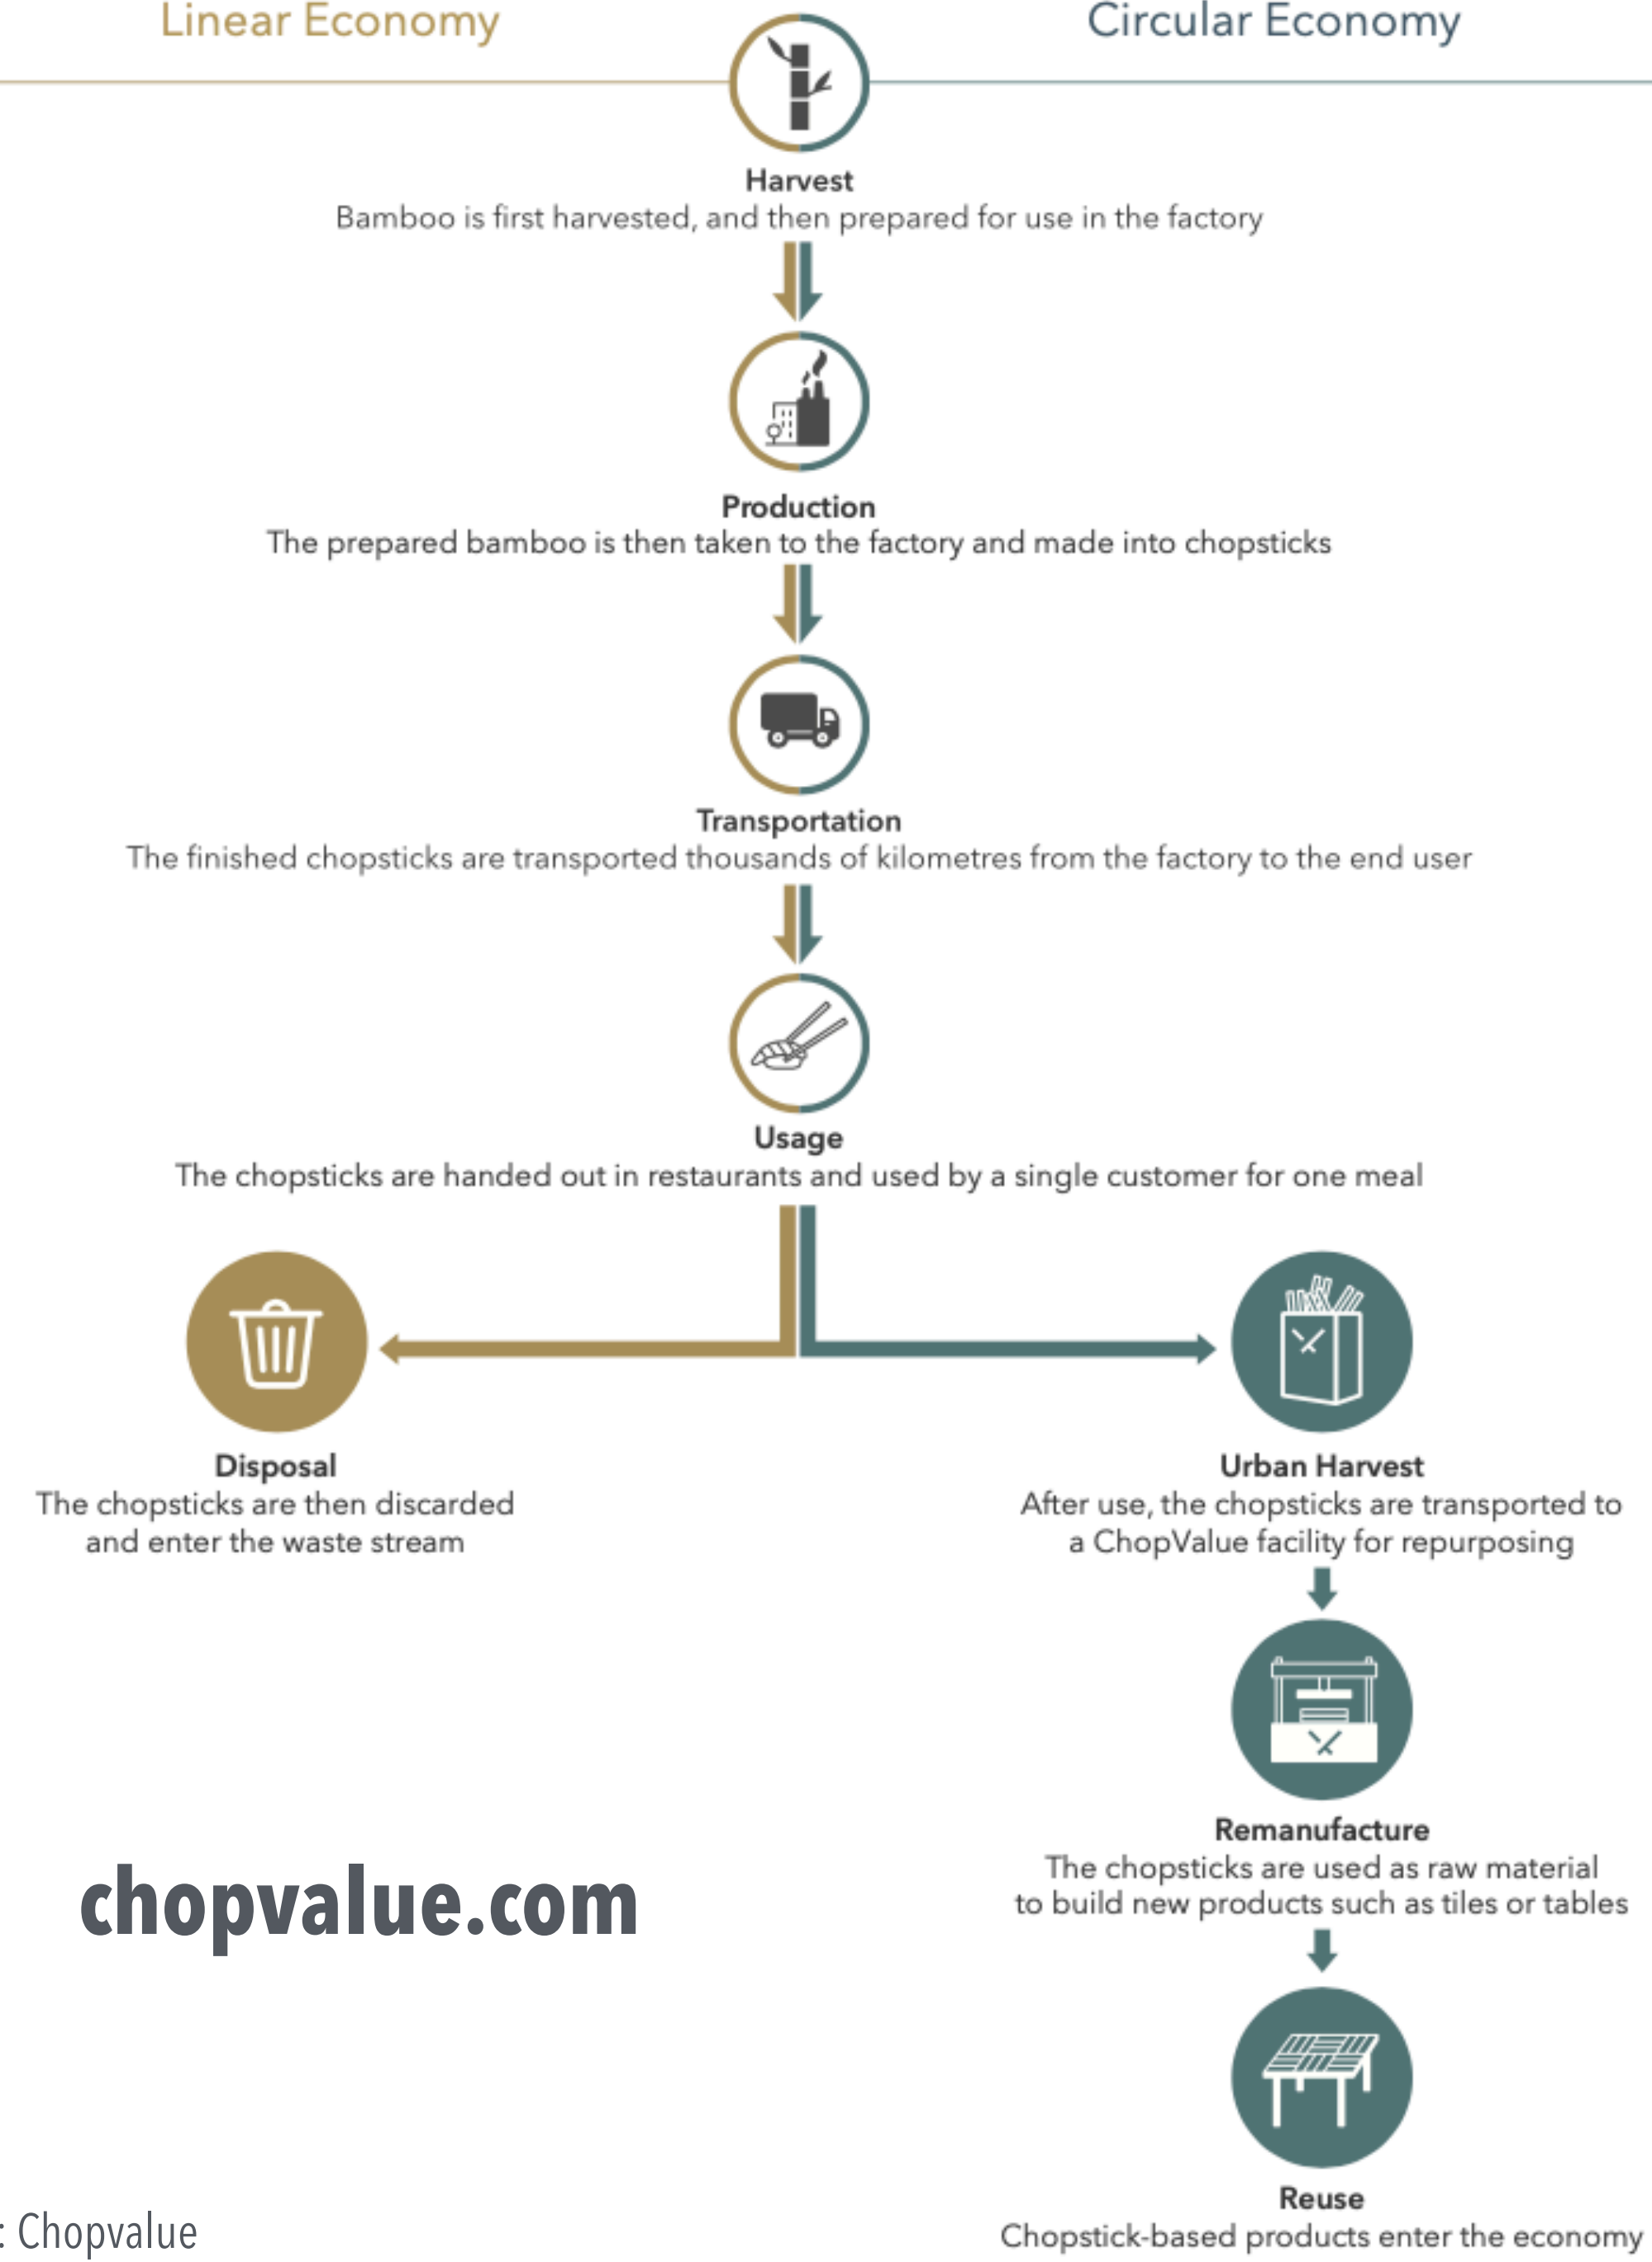 Linear Economy
Circular Economy
Harvest
Bamboo is first harvested, and then prepared for use in the factory
Production
The prepared bamboo is then taken to the factory and made into chopsticks
Transportation
The finished chopsticks are transported thousands of kilometres from the factory to the end user
Usage
The chopsticks are handed out in restaurants and used by a single customer for one meal
Disposal
The chopsticks are then discarded
and enter the waste stream
Urban Harvest
After use, the chopsticks are transported to
a ChopValue facility for repurposing
Remanufacture
The chopsticks are used as raw material
to build new products such as tiles or tables
chopvalue.com
Reuse
Chopstick-based products enter the economy
: Chopvalue